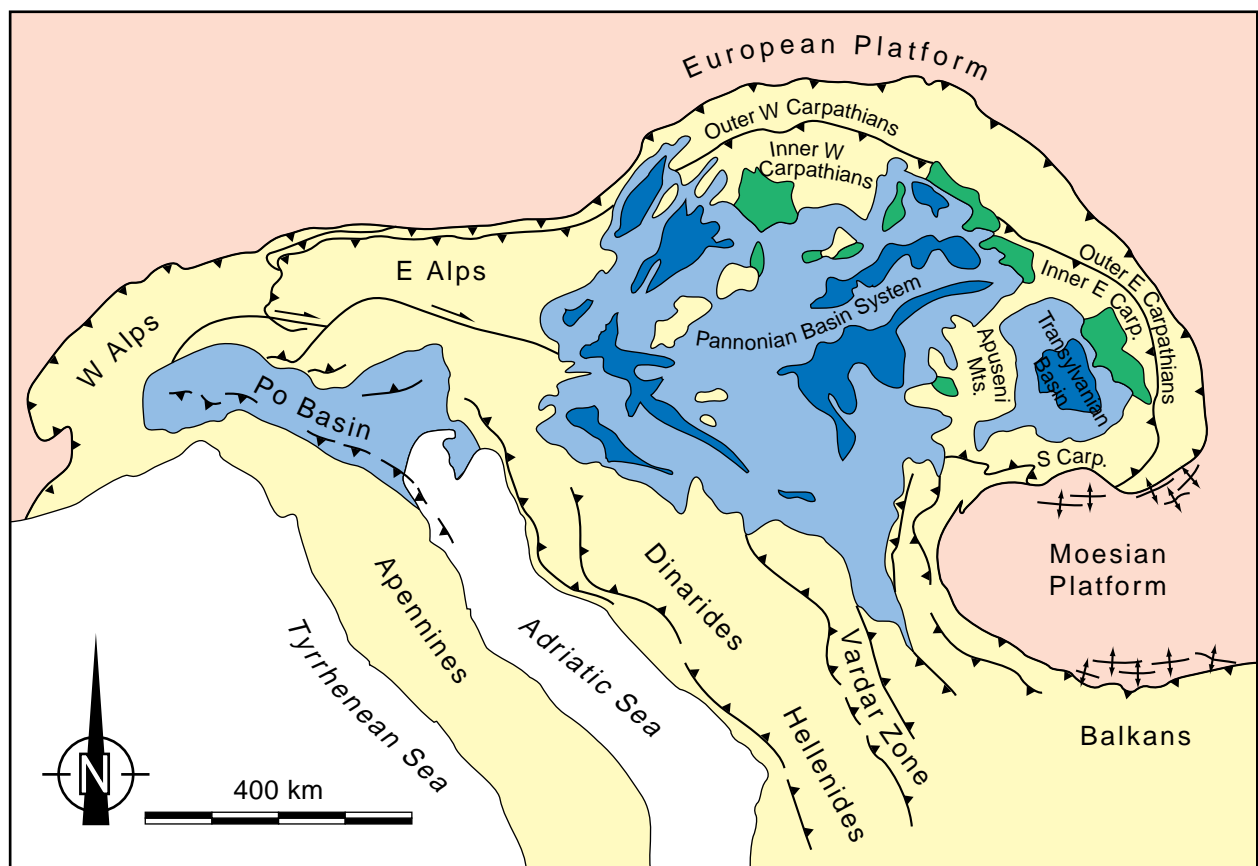 European Platform
Outer W Carpathians
Inner W
Carpathians
Outer E Carpathians
Inner E Carp.
E Alps
W Alps
Pannonian Basin System
Apuseni
Mts.
Transylvanian
Basin
Po Basin
S Carp.
Moesian
Platform
Dinarides
Apennines
Adriatic Sea
Tyrrhenean Sea
Vardar Zone
Hellenides
Balkans
N
400 km